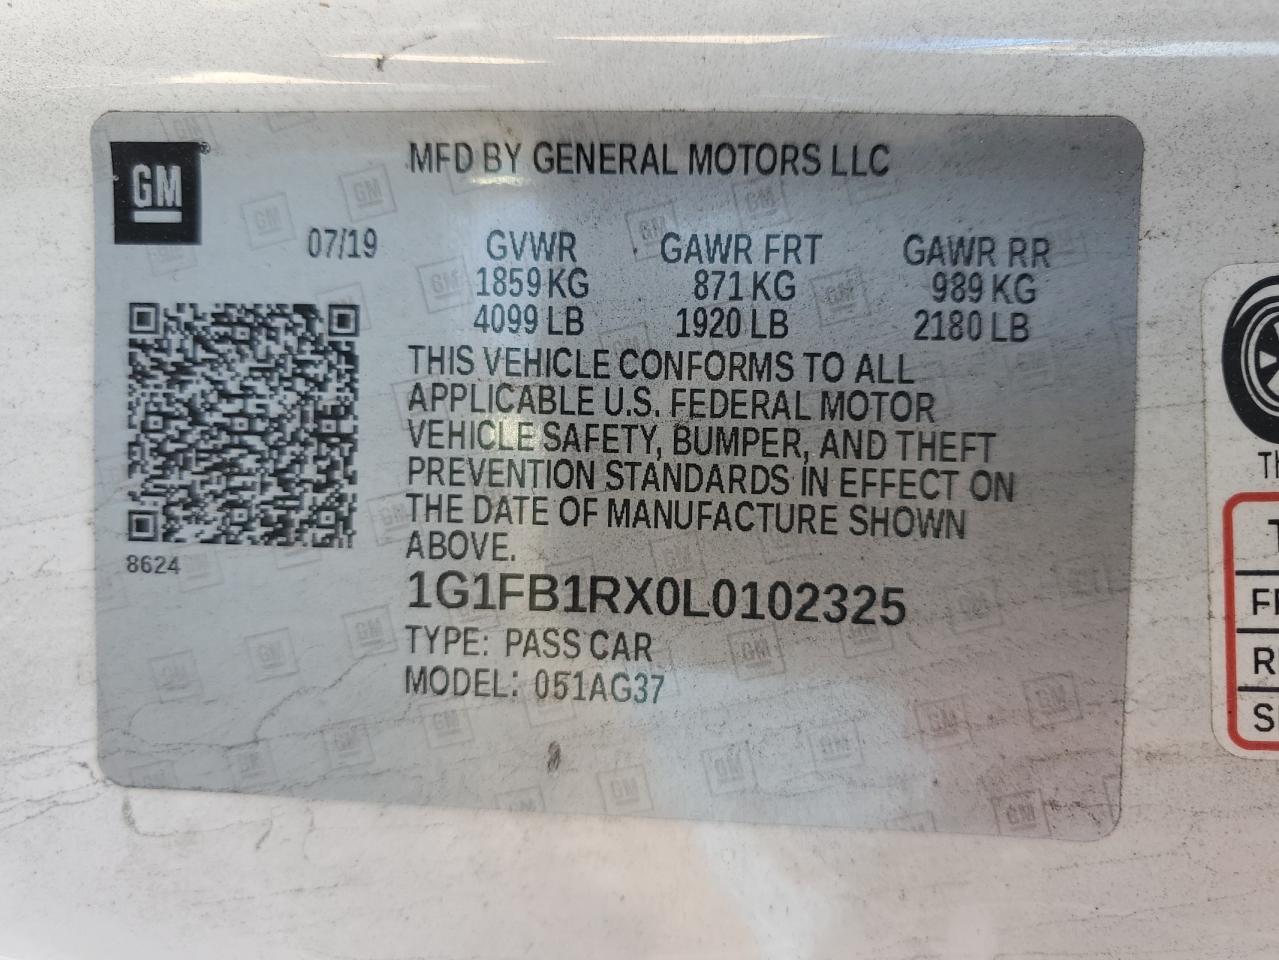 GM
MFD BY GENERAL MOTORS LLC
07/19 GVWR GAWR FRT GAWR RR
1859 KG 871 KG 989 KG
4099 LB 1920 LB 2180 LB
THIS VEHICLE CONFORMS TO ALL
APPLICABLE U.S. FEDERAL MOTOR
VEHICLE SAFETY, BUMPER, AND THEFT
PREVENTION STANDARDS IN EFFECT ON
THE DATE OF MANUFACTURE SHOWN
ABOVE.
8624
1G1FB1RX0L0102325
TYPE: PASS CAR
MODEL: 051AG37